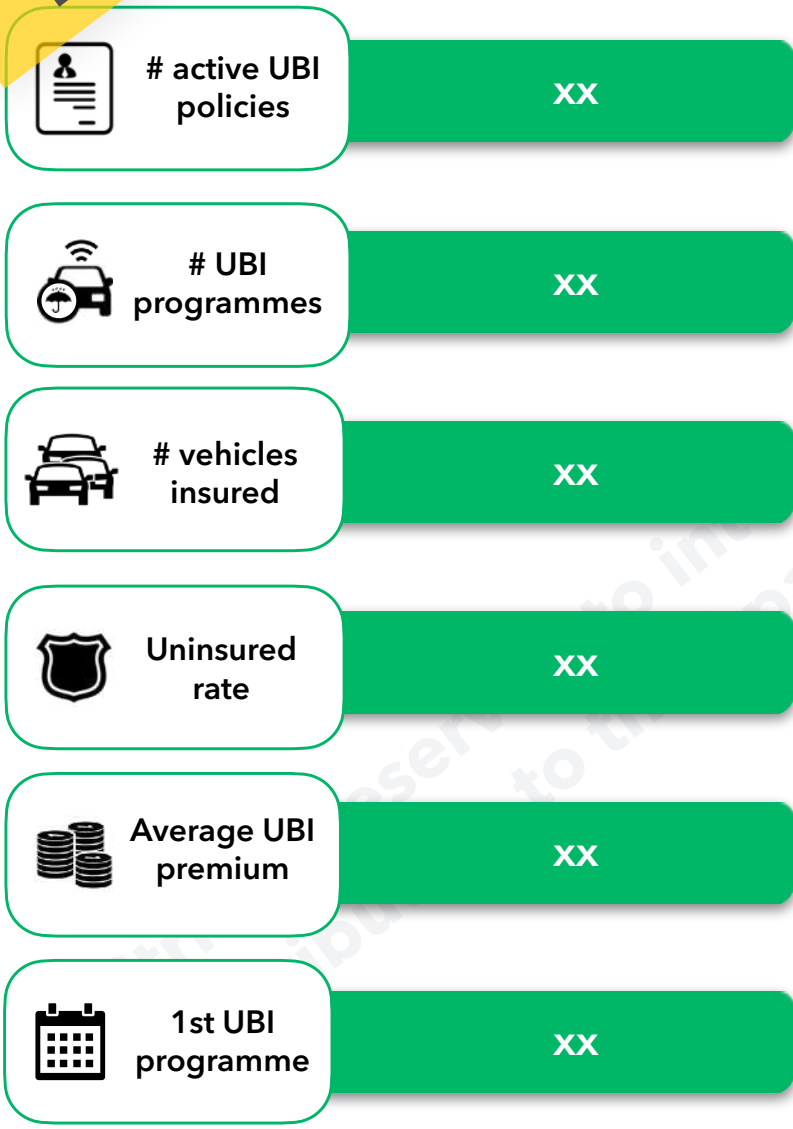 # active UBI
policies
xx
# UBI
programmes
xx
# vehicles
insured
xx
Uninsured
rate
xx
Average UBI
premium
xx
1st UBI
programme
xx